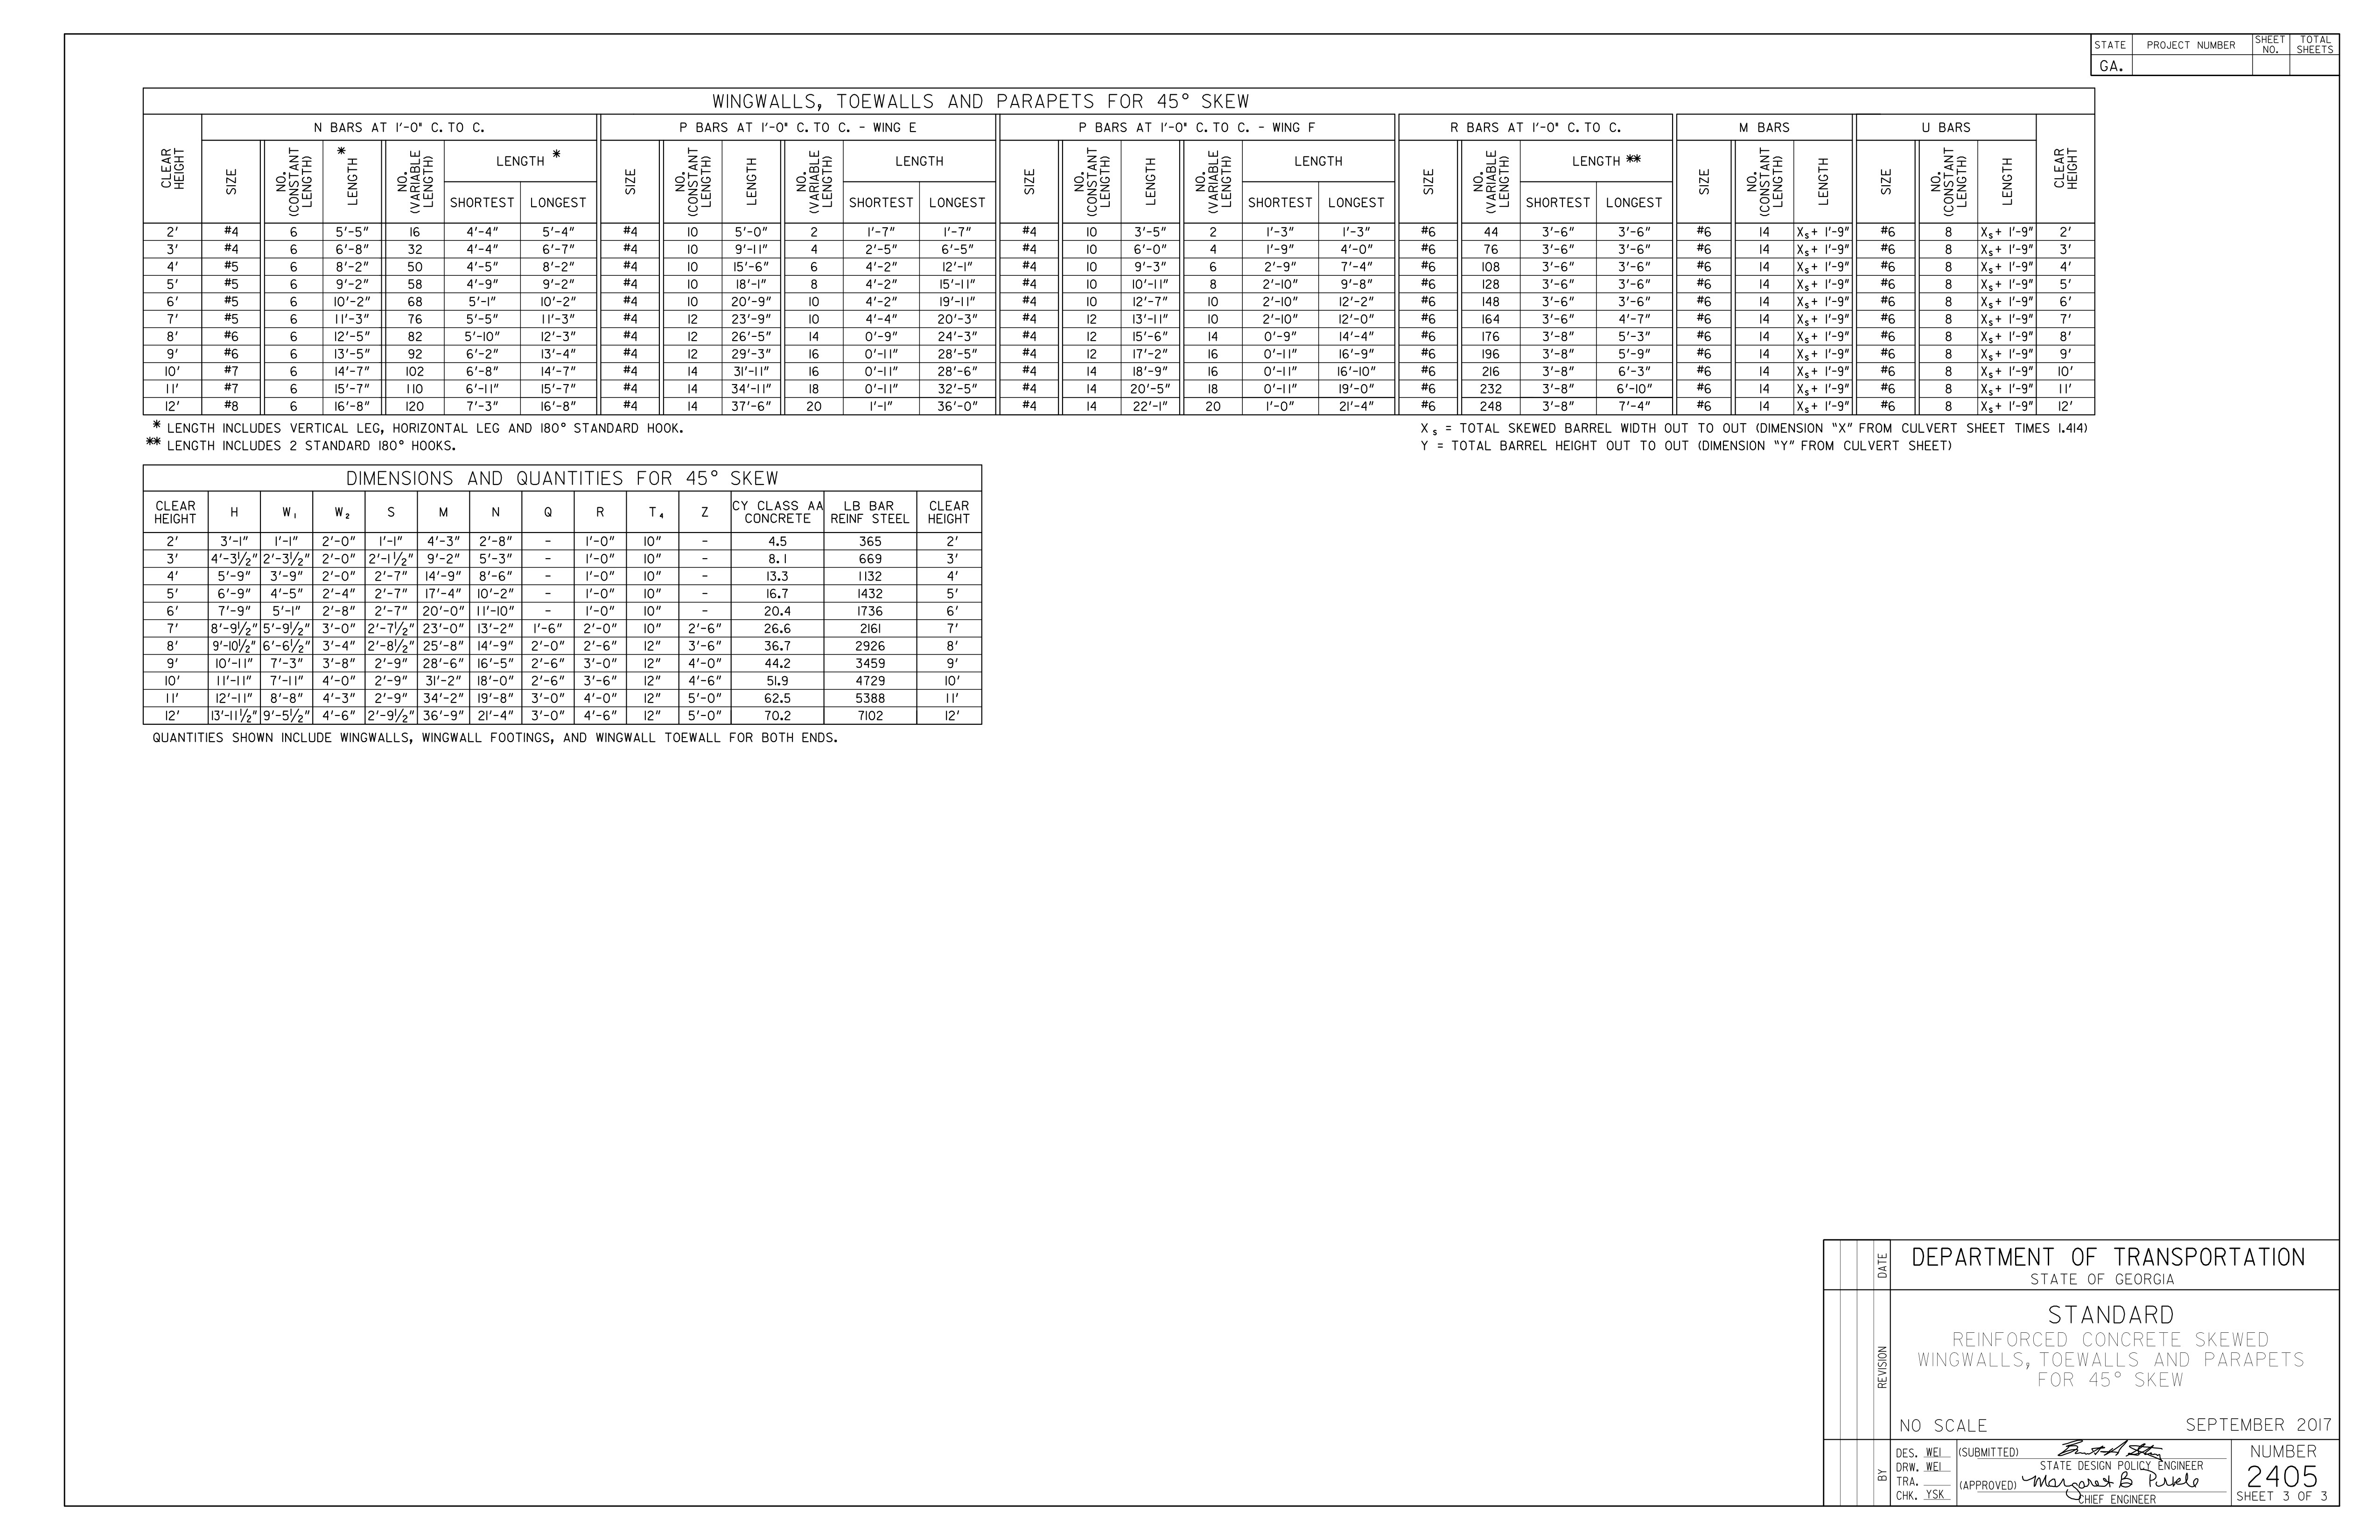 STATE PROJECT NUMBER SHEET NO. TOTAL SHEETS
GA.
WINGWALLS, TOEWALLS AND PARAPETS FOR 45° SKEW
CLEAR HEIGHT N BARS AT 1'-0" C. TO C. P BARS AT 1'-0" C. TO C. - WING E P BARS AT 1'-0" C. TO C. - WING F R BARS AT 1'-0" C. TO C. M BARS U BARS CLEAR HEIGHT
SIZE NO. (CONSTANT LENGTH) LENGTH * NO. (VARIABLE LENGTH) LENGTH * SIZE NO. (CONSTANT LENGTH) LENGTH NO. (VARIABLE LENGTH) LENGTH SIZE NO. (CONSTANT LENGTH) LENGTH NO. (VARIABLE LENGTH) LENGTH SIZE NO. (VARIABLE LENGTH) LENGTH ** SIZE NO. (CONSTANT LENGTH) LENGTH SIZE NO. (CONSTANT LENGTH) LENGTH
SHORTEST LONGEST SHORTEST LONGEST SHORTEST LONGEST SHORTEST LONGEST
2' #4 6 5'-5" 16 4'-4" 5'-4" #4 10 5'-0" 2 1'-7" 1'-7" #4 10 3'-5" 2 1'-3" 1'-3" #6 44 3'-6" 3'-6" #6 14 Xs + 1'-9" #6 8 Xs + 1'-9" 2'
3' #4 6 6'-8" 32 4'-4" 6'-7" #4 10 9'-11" 4 2'-5" 6'-5" #4 10 6'-0" 4 1'-9" 4'-0" #6 76 3'-6" 3'-6" #6 14 Xs + 1'-9" #6 8 Xs + 1'-9" 3'
4' #5 6 8'-2" 50 4'-5" 8'-2" #4 10 15'-6" 6 4'-2" 12'-1" #4 10 9'-3" 6 2'-9" 7'-4" #6 108 3'-6" 3'-6" #6 14 Xs + 1'-9" #6 8 Xs + 1'-9" 4'
5' #5 6 9'-2" 58 4'-9" 9'-2" #4 10 18'-1" 8 4'-2" 15'-11" #4 10 10'-11" 8 2'-10" 9'-8" #6 128 3'-6" 3'-6" #6 14 Xs + 1'-9" #6 8 Xs + 1'-9" 5'
6' #5 6 10'-2" 68 5'-1" 10'-2" #4 10 20'-9" 10 4'-2" 19'-11" #4 10 12'-7" 10 2'-10" 12'-2" #6 148 3'-6" 3'-6" #6 14 Xs + 1'-9" #6 8 Xs + 1'-9" 6'
7' #5 6 11'-3" 76 5'-5" 11'-3" #4 12 23'-9" 10 4'-4" 20'-3" #4 12 13'-11" 10 2'-10" 12'-0" #6 164 3'-6" 4'-7" #6 14 Xs + 1'-9" #6 8 Xs + 1'-9" 7'
8' #6 6 12'-5" 82 5'-10" 12'-3" #4 12 26'-5" 14 0'-9" 24'-3" #4 12 15'-6" 14 0'-9" 14'-4" #6 176 3'-8" 5'-3" #6 14 Xs + 1'-9" #6 8 Xs + 1'-9" 8'
9' #6 6 13'-5" 92 6'-2" 13'-4" #4 12 29'-3" 16 0'-11" 28'-5" #4 12 17'-2" 16 0'-11" 16'-9" #6 196 3'-8" 5'-9" #6 14 Xs + 1'-9" #6 8 Xs + 1'-9" 9'
10' #7 6 14'-7" 102 6'-8" 14'-7" #4 14 31'-11" 16 0'-11" 28'-6" #4 14 18'-9" 16 0'-11" 16'-10" #6 216 3'-8" 6'-3" #6 14 Xs + 1'-9" #6 8 Xs + 1'-9" 10'
11' #7 6 15'-7" 110 6'-11" 15'-7" #4 14 34'-11" 18 0'-11" 32'-5" #4 14 20'-5" 18 0'-11" 19'-0" #6 232 3'-8" 6'-10" #6 14 Xs + 1'-9" #6 8 Xs + 1'-9" 11'
12' #8 6 16'-8" 120 7'-3" 16'-8" #4 14 37'-6" 20 1'-1" 36'-0" #4 14 22'-1" 20 1'-0" 21'-4" #6 248 3'-8" 7'-4" #6 14 Xs + 1'-9" #6 8 Xs + 1'-9" 12'
* LENGTH INCLUDES VERTICAL LEG, HORIZONTAL LEG AND 180° STANDARD HOOK.
** LENGTH INCLUDES 2 STANDARD 180° HOOKS.
Xs = TOTAL SKEWED BARREL WIDTH OUT TO OUT (DIMENSION "X" FROM CULVERT SHEET TIMES 1.414)
Y = TOTAL BARREL HEIGHT OUT TO OUT (DIMENSION "Y" FROM CULVERT SHEET)
DIMENSIONS AND QUANTITIES FOR 45° SKEW
CLEAR HEIGHT H W1 W2 S M N Q R T4 Z CY CLASS AA CONCRETE LB BAR REINF STEEL CLEAR HEIGHT
2' 3'-1" 1'-1" 2'-0" 1'-1" 4'-3" 2'-8" - 1'-0" 10" - 4.5 365 2'
3' 4'-3½" 2'-3½" 2'-0" 2'-1½" 9'-2" 5'-3" - 1'-0" 10" - 8.1 669 3'
4' 5'-9" 3'-9" 2'-0" 2'-7" 14'-9" 8'-6" - 1'-0" 10" - 13.3 1132 4'
5' 6'-9" 4'-5" 2'-4" 2'-7" 17'-4" 10'-2" - 1'-0" 10" - 16.7 1432 5'
6' 7'-9" 5'-1" 2'-8" 2'-7" 20'-0" 11'-10" - 1'-0" 10" - 20.4 1736 6'
7' 8'-9½" 5'-9½" 3'-0" 2'-7½" 23'-0" 13'-2" 1'-6" 2'-0" 10" 2'-6" 26.6 2161 7'
8' 9'-10½" 6'-6½" 3'-4" 2'-8½" 25'-8" 14'-9" 2'-0" 2'-6" 12" 3'-6" 36.7 2926 8'
9' 10'-11" 7'-3" 3'-8" 2'-9" 28'-6" 16'-5" 2'-6" 3'-0" 12" 4'-0" 44.2 3459 9'
10' 11'-11" 7'-11" 4'-0" 2'-9" 31'-2" 18'-0" 2'-6" 3'-6" 12" 4'-6" 51.9 4729 10'
11' 12'-11" 8'-8" 4'-3" 2'-9" 34'-2" 19'-8" 3'-0" 4'-0" 12" 5'-0" 62.5 5388 11'
12' 13'-11½" 9'-5½" 4'-6" 2'-9½" 36'-9" 21'-4" 3'-0" 4'-6" 12" 5'-0" 70.2 7102 12'
QUANTITIES SHOWN INCLUDE WINGWALLS, WINGWALL FOOTINGS, AND WINGWALL TOEWALL FOR BOTH ENDS.
DATE
REVISION
BY
DEPARTMENT OF TRANSPORTATION
STATE OF GEORGIA
STANDARD
REINFORCED CONCRETE SKEWED
WINGWALLS, TOEWALLS AND PARAPETS
FOR 45° SKEW
NO SCALE SEPTEMBER 2017
DES. WEI
DRW. WEI
TRA.
CHK. YSK
(SUBMITTED)
STATE DESIGN POLICY ENGINEER
(APPROVED) Margaret B Pirkle
CHIEF ENGINEER
NUMBER
2405
SHEET 3 OF 3